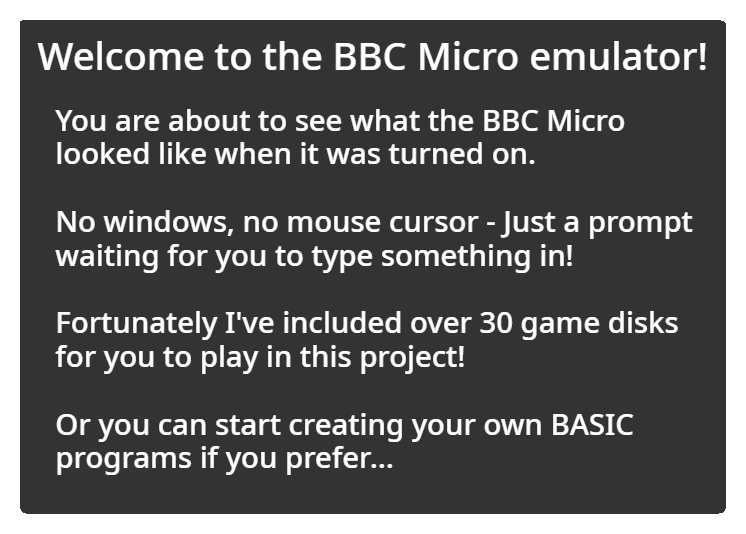 Welcome to the BBC Micro emulator!
You are about to see what the BBC Micro
looked like when it was turned on.
No windows, no mouse cursor - Just a prompt
waiting for you to type something in!
Fortunately I've included over 30 game disks
for you to play in this project!
Or you can start creating your own BASIC
programs if you prefer...